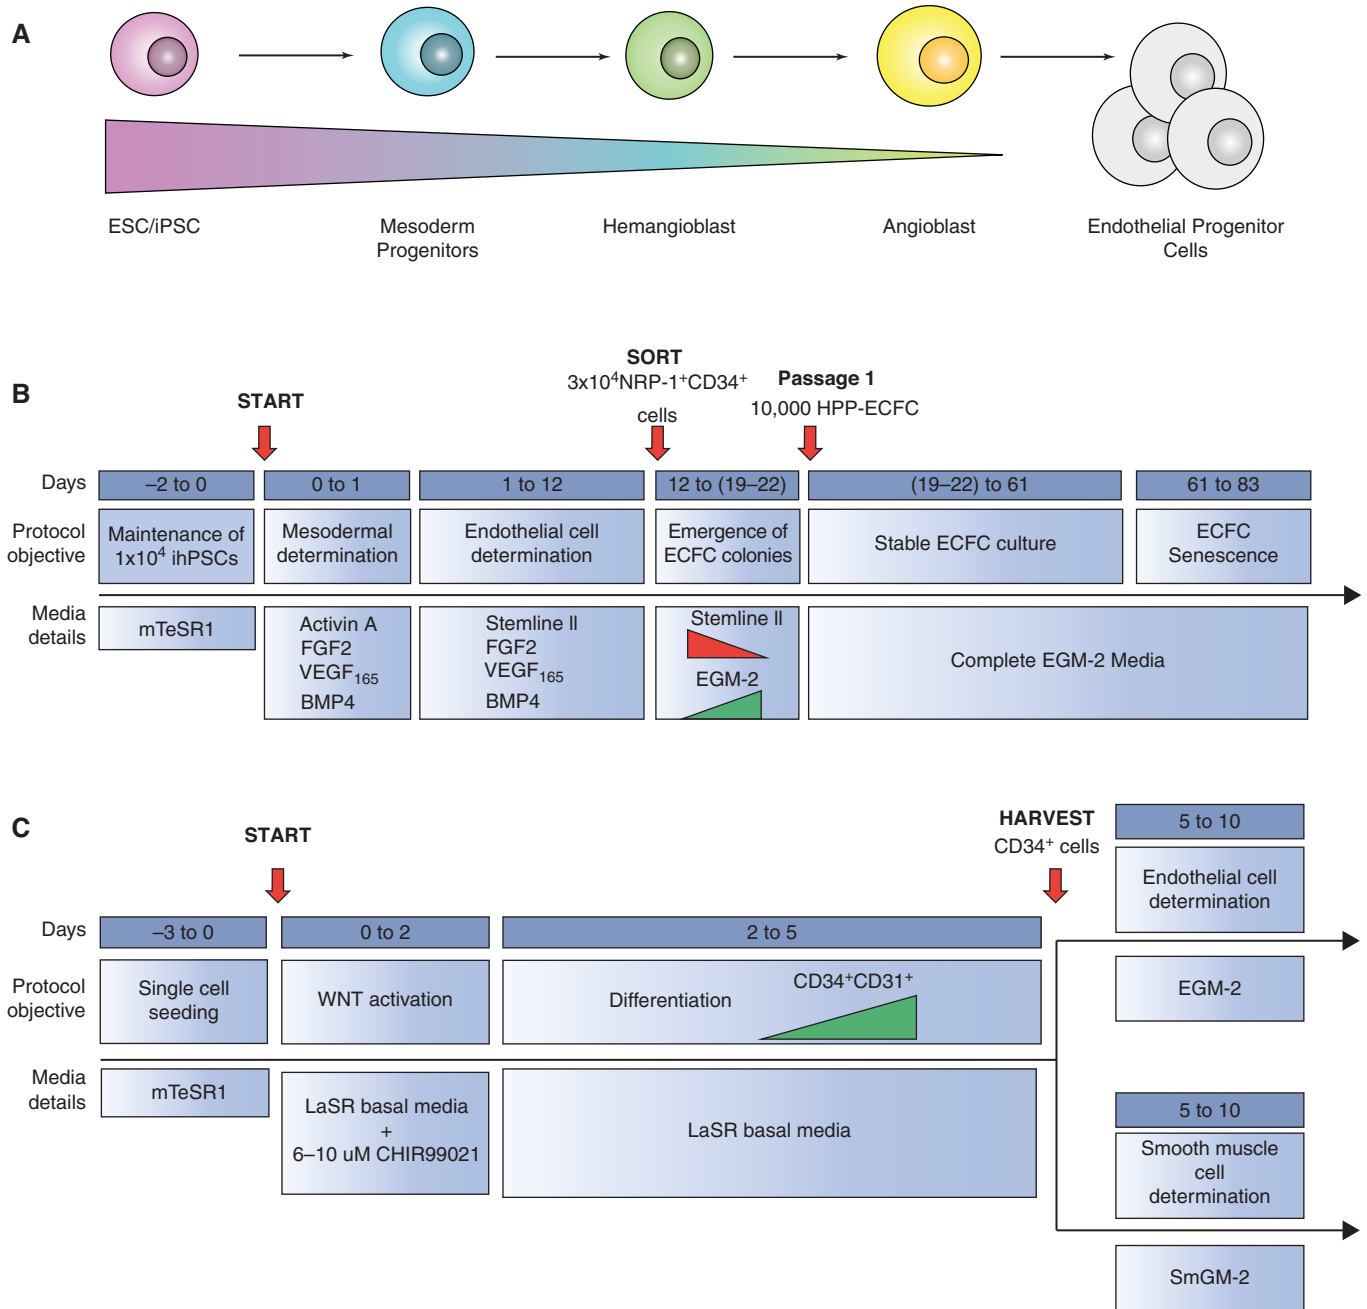 A
ESC/iPSC
Mesoderm
Progenitors
Hemangioblast
Angioblast
Endothelial Progenitor
Cells
B
START
SORT
3x10⁴NRP-1⁺CD34⁺
cells
Passage 1
10,000 HPP-ECFC
Days
–2 to 0
0 to 1
1 to 12
12 to (19–22)
(19–22) to 61
61 to 83
Protocol
objective
Maintenance of
1x10⁴ ihPSCs
Mesodermal
determination
Endothelial cell
determination
Emergence of
ECFC colonies
Stable ECFC culture
ECFC
Senescence
Media
details
mTeSR1
Activin A
FGF2
VEGF₁₆₅
BMP4
Stemline II
FGF2
VEGF₁₆₅
BMP4
Stemline II
EGM-2
Complete EGM-2 Media
C
START
HARVEST
CD34⁺ cells
Days
–3 to 0
0 to 2
2 to 5
Protocol
objective
Single cell
seeding
WNT activation
Differentiation
CD34⁺CD31⁺
Media
details
mTeSR1
LaSR basal media
+
6–10 uM CHIR99021
LaSR basal media
5 to 10
Endothelial cell
determination
EGM-2
5 to 10
Smooth muscle
cell
determination
SmGM-2